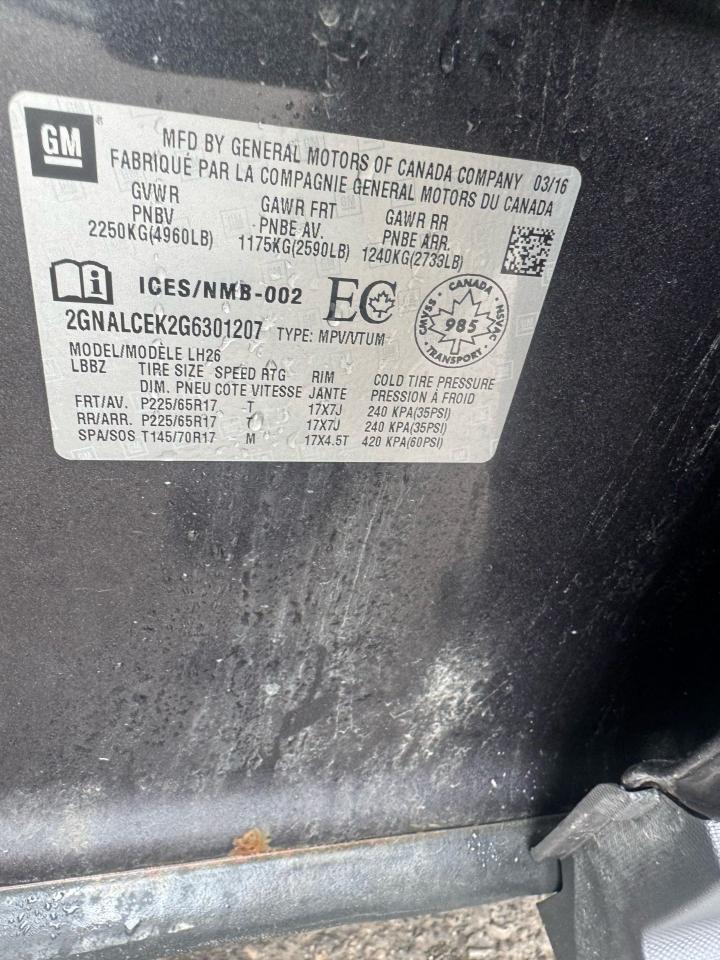 GM
MFD BY GENERAL MOTORS OF CANADA COMPANY 03/16
FABRIQUÉ PAR LA COMPAGNIE GENERAL MOTORS DU CANADA
GVWR GAWR FRT GAWR RR
PNBV PNBE AV. PNBE ARR.
2250KG(4960LB) 1175KG(2590LB) 1240KG(2733LB)
ICES/NMB-002 EC
CANADA CMVSS 985 NSVAC TRANSPORT
2GNALCEK2G6301207 TYPE: MPV/VTUM
MODEL/MODÈLE LH26
LBBZ TIRE SIZE SPEED RTG RIM COLD TIRE PRESSURE
DIM. PNEU COTE VITESSE JANTE PRESSION À FROID
FRT/AV. P225/65R17 T 17X7J 240 KPA(35PSI)
RR/ARR. P225/65R17 T 17X7J 240 KPA(35PSI)
SPA/SOS T145/70R17 M 17X4.5T 420 KPA(60PSI)